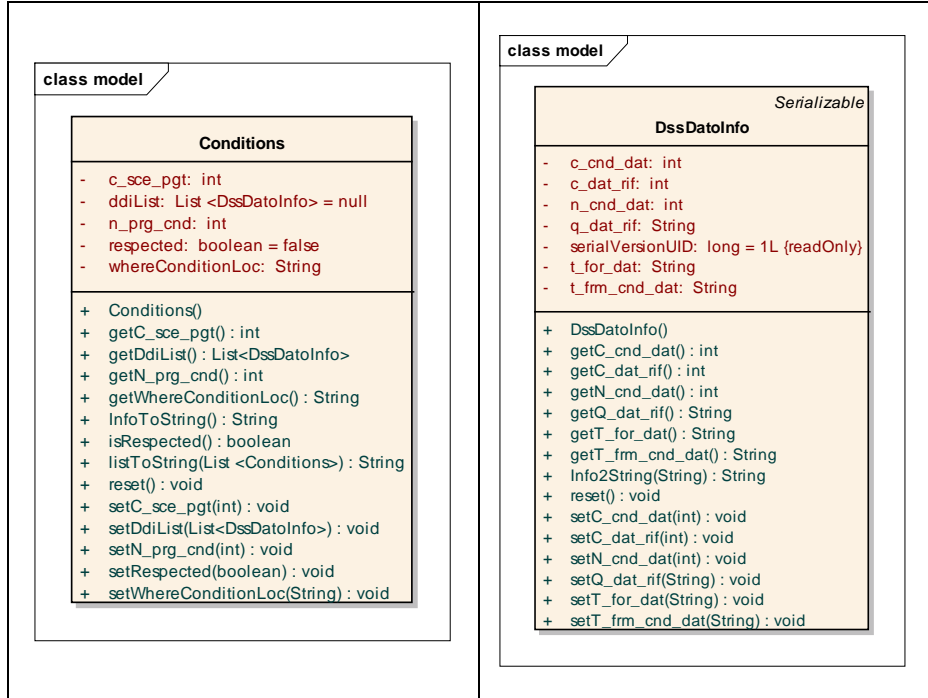 class model
Conditions
- c_sce_pgt: int
- ddiList: List <DssDatoInfo> = null
- n_prg_cnd: int
- respected: boolean = false
- whereConditionLoc: String
+ Conditions()
+ getC_sce_pgt() : int
+ getDdiList() : List<DssDatoInfo>
+ getN_prg_cnd() : int
+ getWhereConditionLoc() : String
+ InfoToString() : String
+ isRespected() : boolean
+ listToString(List <Conditions>) : String
+ reset() : void
+ setC_sce_pgt(int) : void
+ setDdiList(List<DssDatoInfo>) : void
+ setN_prg_cnd(int) : void
+ setRespected(boolean) : void
+ setWhereConditionLoc(String) : void
class model
Serializable
DssDatoInfo
- c_cnd_dat: int
- c_dat_rif: int
- n_cnd_dat: int
- q_dat_rif: String
- serialVersionUID: long = 1L {readOnly}
- t_for_dat: String
- t_frm_cnd_dat: String
+ DssDatoInfo()
+ getC_cnd_dat() : int
+ getC_dat_rif() : int
+ getN_cnd_dat() : int
+ getQ_dat_rif() : String
+ getT_for_dat() : String
+ getT_frm_cnd_dat() : String
+ Info2String(String) : String
+ reset() : void
+ setC_cnd_dat(int) : void
+ setC_dat_rif(int) : void
+ setN_cnd_dat(int) : void
+ setQ_dat_rif(String) : void
+ setT_for_dat(String) : void
+ setT_frm_cnd_dat(String) : void